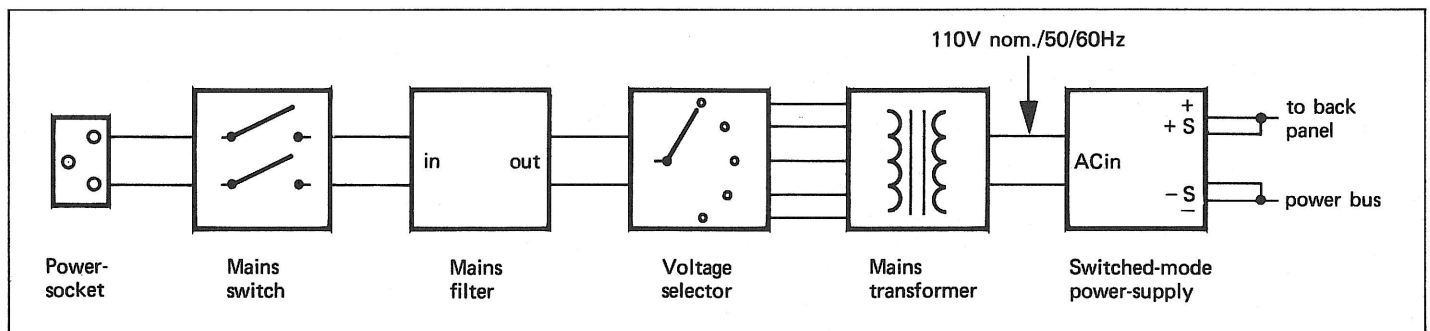 110V nom./50/60Hz
in
out
ACin
+
+ S
− S
−
to back
panel
power bus
Power-
socket
Mains
switch
Mains
filter
Voltage
selector
Mains
transformer
Switched-mode
power-supply